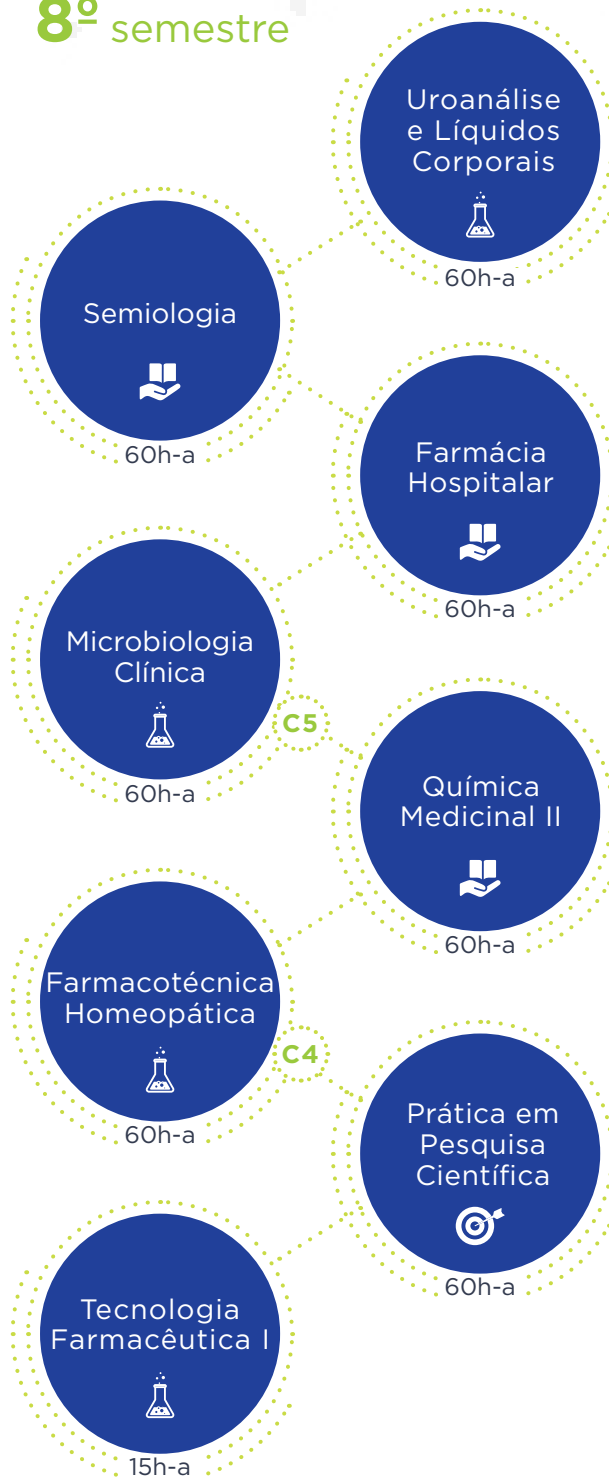 8º semestre
Uroanálise
e Líquidos
Corporais
60h-a
Semiologia
60h-a
Farmácia
Hospitalar
60h-a
Microbiologia
Clínica
60h-a
C5
Química
Medicinal II
60h-a
Farmacotécnica
Homeopática
60h-a
C4
Prática em
Pesquisa
Científica
60h-a
Tecnologia
Farmacêutica I
15h-a